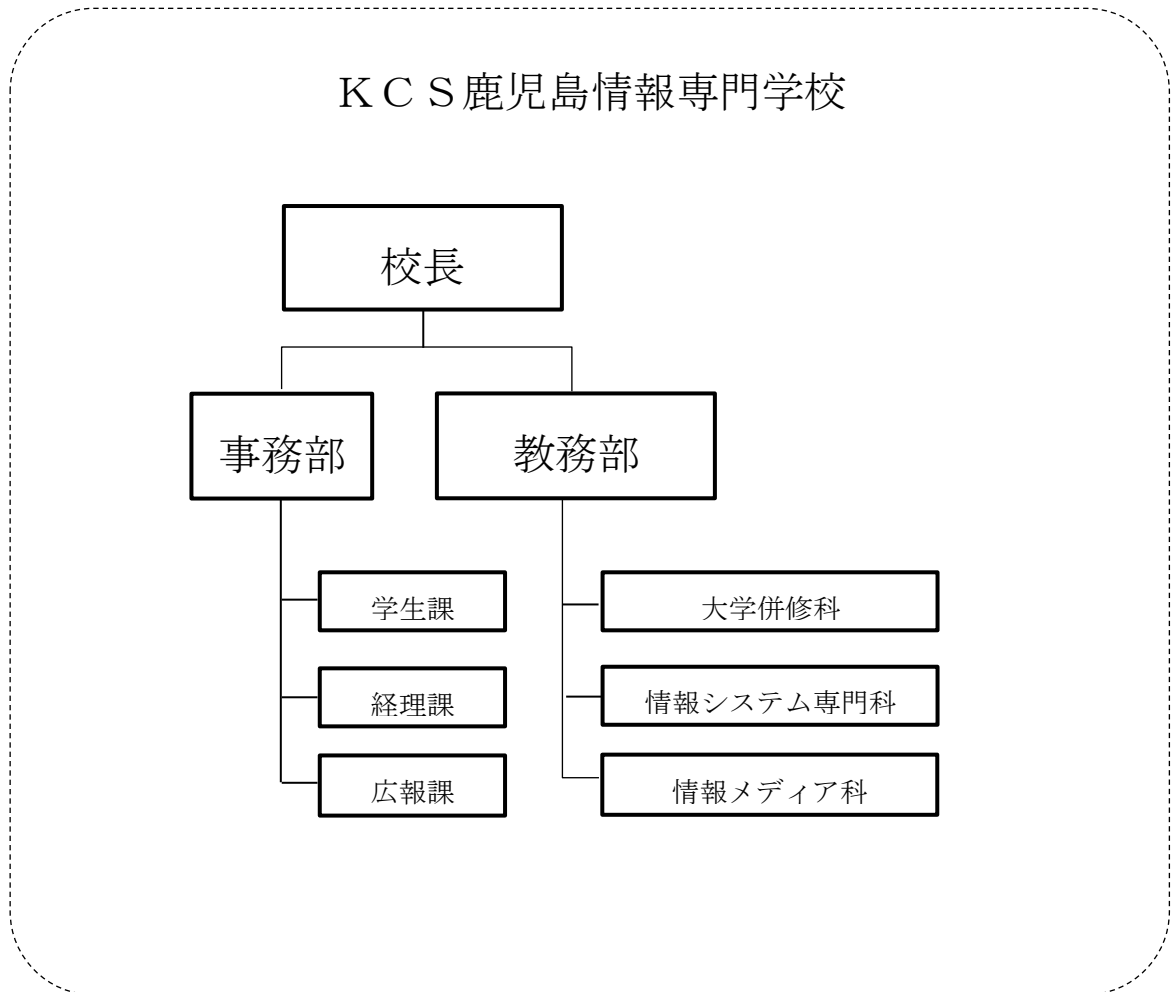 ＫＣＳ鹿児島情報専門学校
校長
事務部
教務部
学生課
経理課
広報課
大学併修科
情報システム専門科
情報メディア科